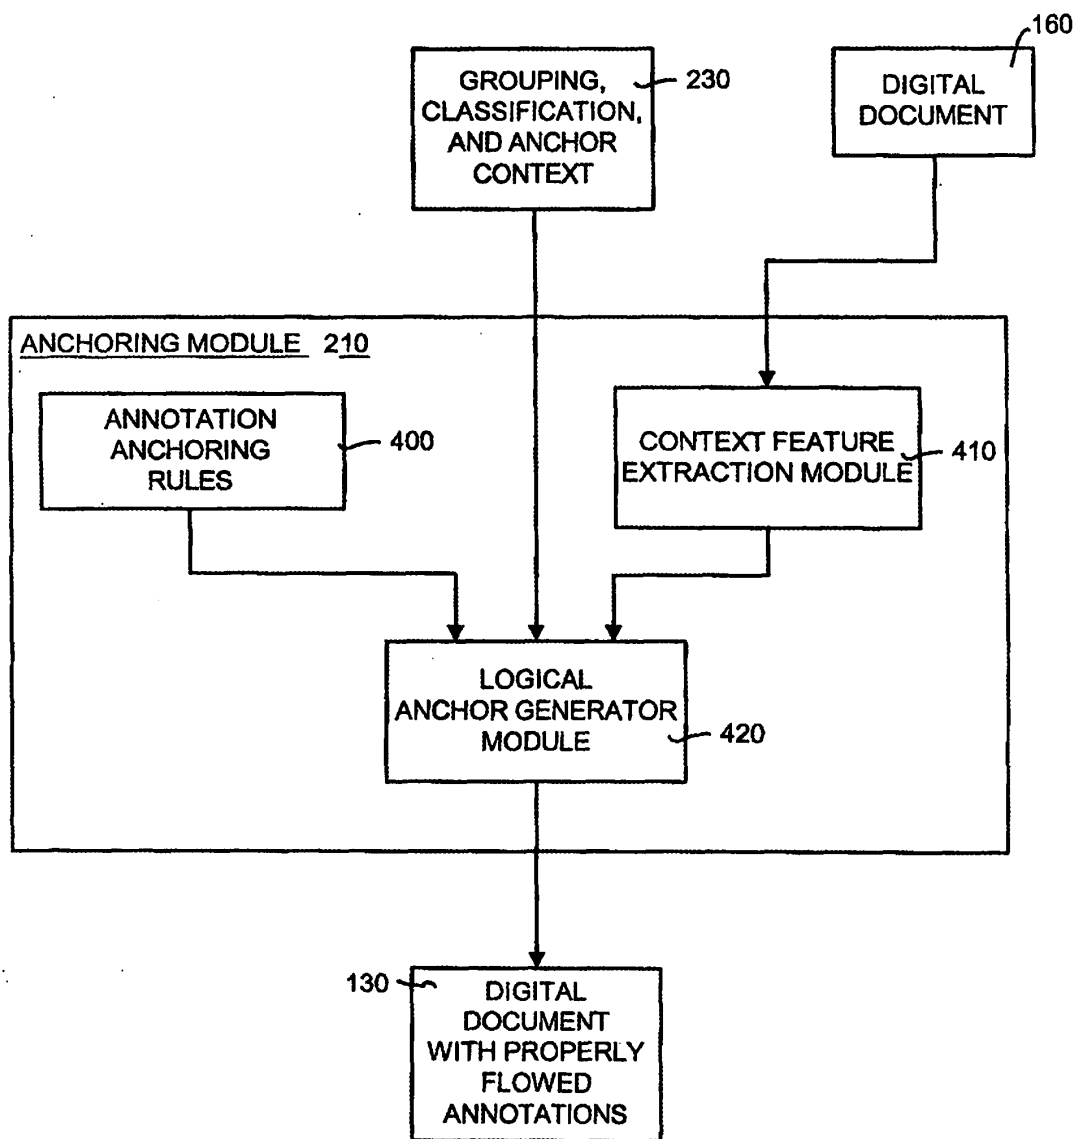 160
GROUPING,
CLASSIFICATION,
AND ANCHOR
CONTEXT
230
DIGITAL
DOCUMENT
ANCHORING MODULE 210
ANNOTATION
ANCHORING
RULES
400
CONTEXT FEATURE
EXTRACTION MODULE
410
LOGICAL
ANCHOR GENERATOR
MODULE
420
130
DIGITAL
DOCUMENT
WITH PROPERLY
FLOWED
ANNOTATIONS